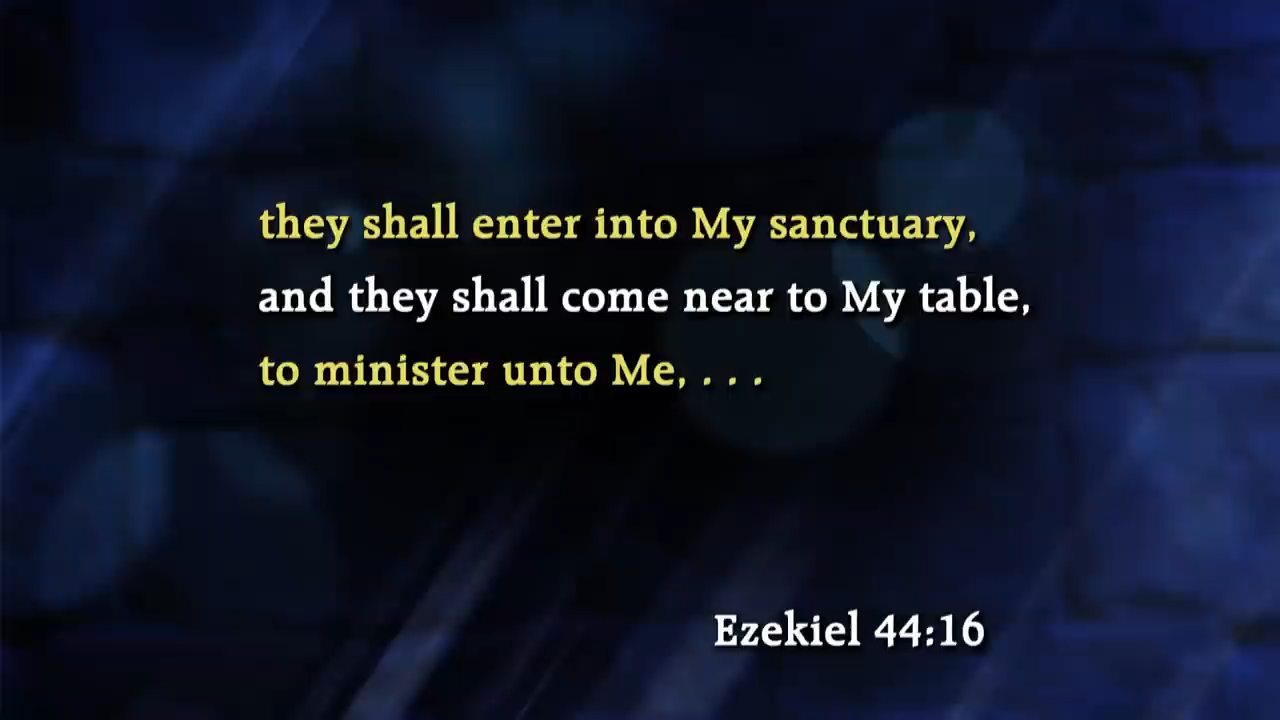 they shall enter into My sanctuary,
and they shall come near to My table,
to minister unto Me, . . .
Ezekiel 44:16